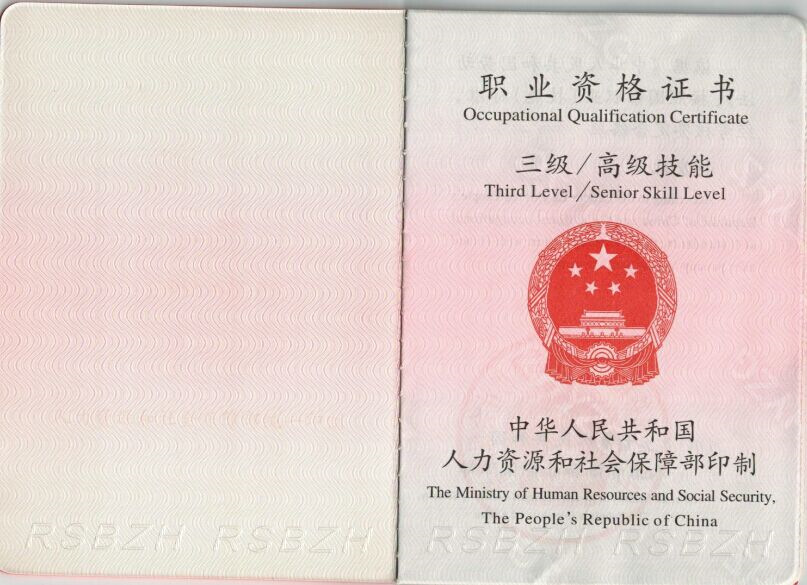 职业资格证书
Occupational Qualification Certificate
三级/高级技能
Third Level/Senior Skill Level
中华人民共和国
人力资源和社会保障部印制
The Ministry of Human Resources and Social Security,
The People's Republic of China
RSBZH RSBZH RSBZH RSBZH